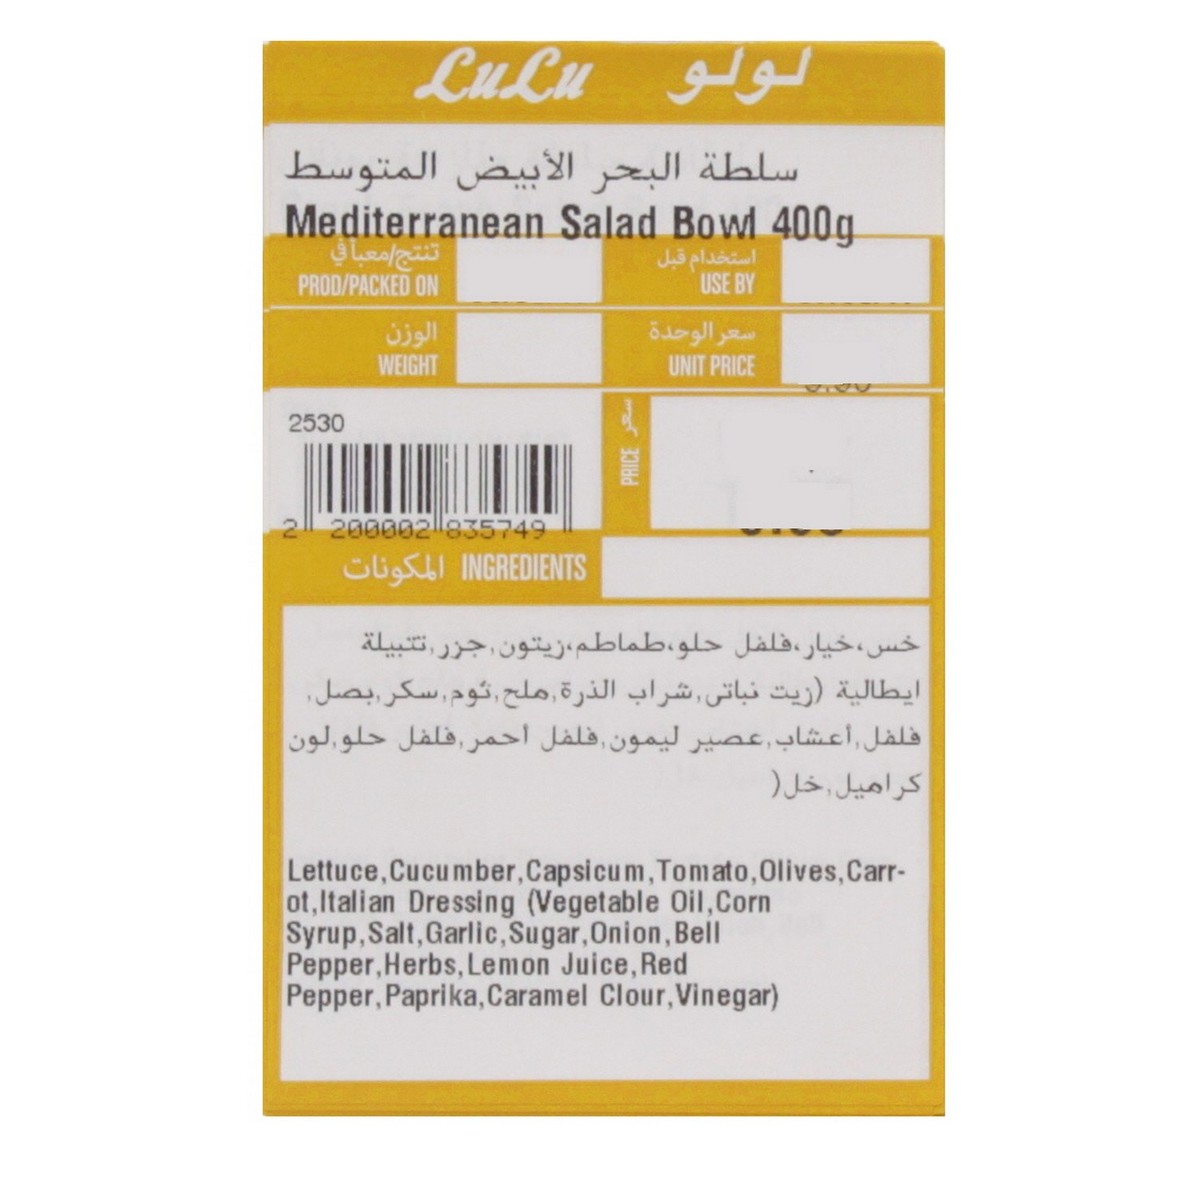 LuLu لولو
سلطة البحر الأبيض المتوسط
Mediterranean Salad Bowl 400g
تنتج/معبأ في
PROD/PACKED ON
استخدام قبل
USE BY
الوزن
WEIGHT
سعر الوحدة
UNIT PRICE
2530
2 200002 835749
سعر
PRICE
المكونات INGREDIENTS
خس،خيار،فلفل حلو،طماطم،زيتون,جزر,تتبيلة
ايطالية (زيت نباتى,شراب الذرة,ملح,ثوم,سكر,بصل,
فلفل,أعشاب,عصير ليمون,فلفل أحمر,فلفل حلو,لون
كراميل,خل)
Lettuce,Cucumber,Capsicum,Tomato,Olives,Carr-
ot,Italian Dressing (Vegetable Oil,Corn
Syrup,Salt,Garlic,Sugar,Onion,Bell
Pepper,Herbs,Lemon Juice,Red
Pepper,Paprika,Caramel Clour,Vinegar)